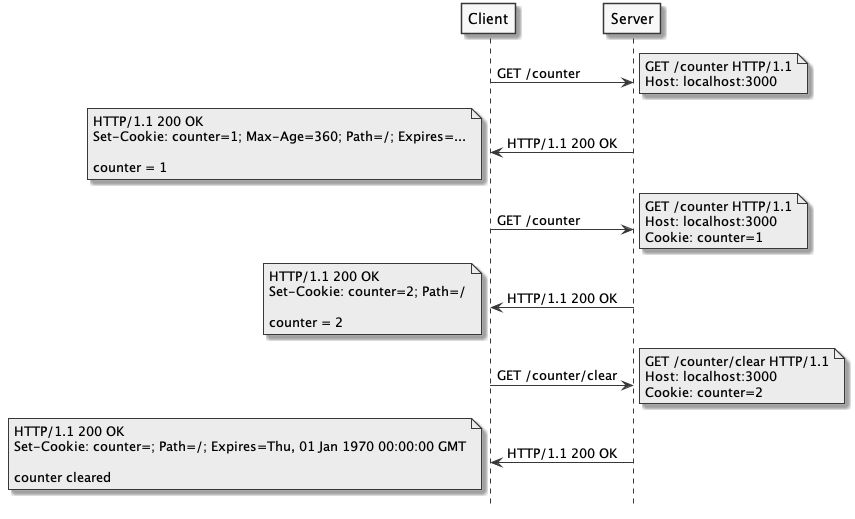 Client
Server
GET /counter
GET /counter HTTP/1.1
Host: localhost:3000
HTTP/1.1 200 OK
Set-Cookie: counter=1; Max-Age=360; Path=/; Expires=...
counter = 1
HTTP/1.1 200 OK
GET /counter
GET /counter HTTP/1.1
Host: localhost:3000
Cookie: counter=1
HTTP/1.1 200 OK
Set-Cookie: counter=2; Path=/
counter = 2
HTTP/1.1 200 OK
GET /counter/clear
GET /counter/clear HTTP/1.1
Host: localhost:3000
Cookie: counter=2
HTTP/1.1 200 OK
Set-Cookie: counter=; Path=/; Expires=Thu, 01 Jan 1970 00:00:00 GMT
counter cleared
HTTP/1.1 200 OK